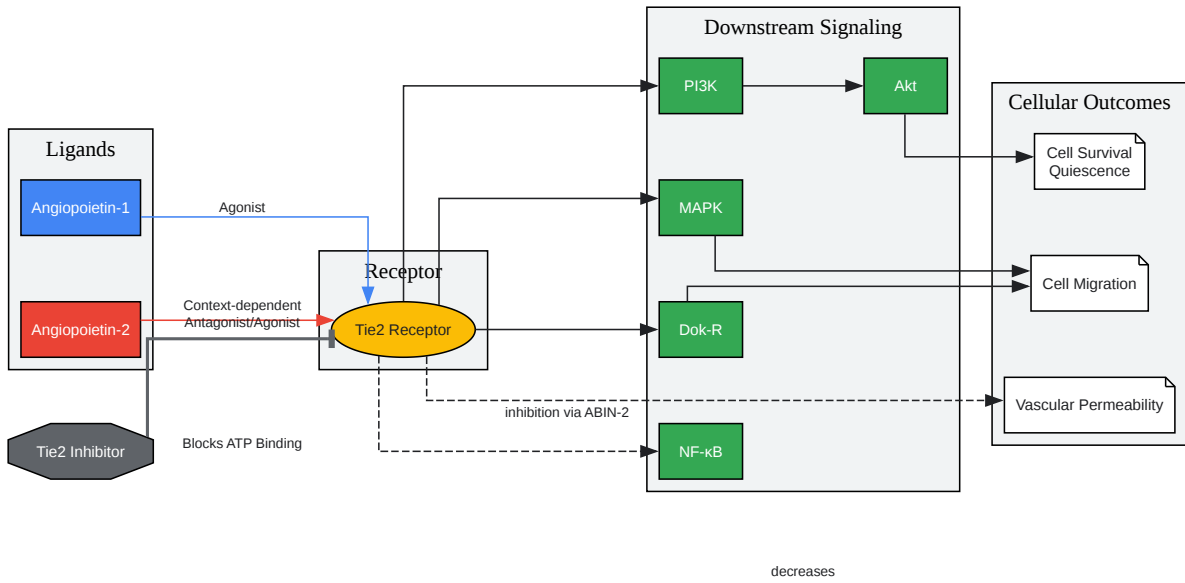 Downstream Signaling
PI3K
Akt
Cellular Outcomes
Cell Survival
Quiescence
Ligands
Angiopoietin-1
Agonist
MAPK
Receptor
Cell Migration
Context-dependent
Antagonist/Agonist
Angiopoietin-2
Tie2 Receptor
Dok-R
Vascular Permeability
inhibition via ABIN-2
Blocks ATP Binding
Tie2 Inhibitor
NF-κB
decreases